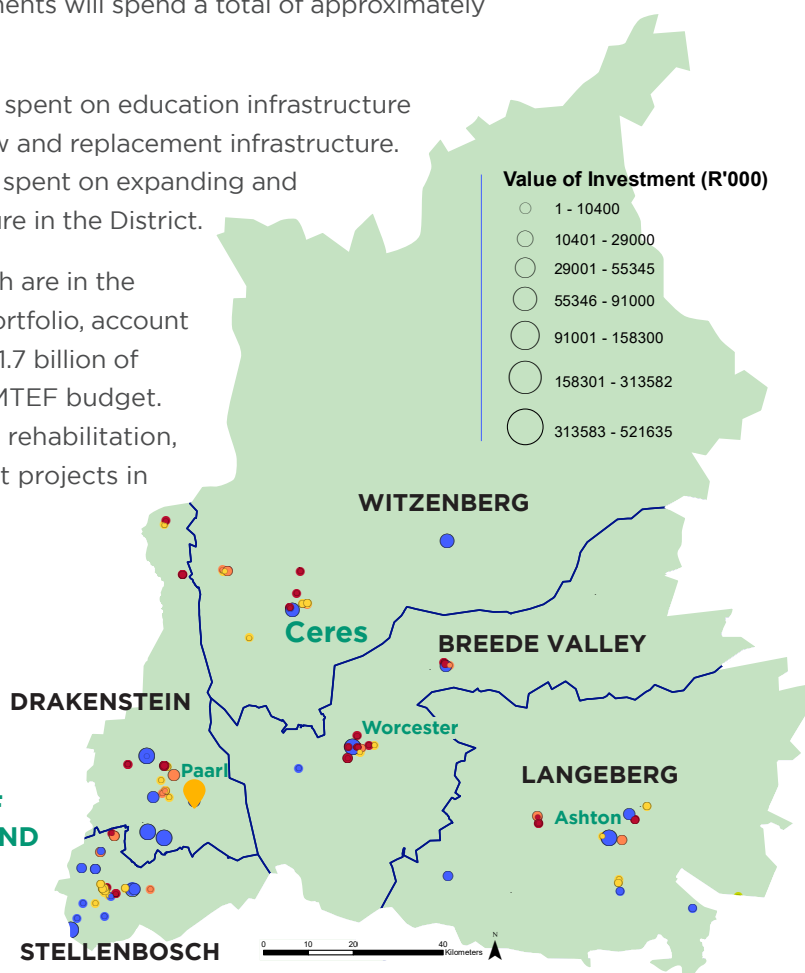 ments will spend a total of approximately
spent on education infrastructure
w and replacement infrastructure.
spent on expanding and
ure in the District.
h are in the
ortfolio, account
1.7 billion of
MTEF budget.
rehabilitation,
t projects in
Value of Investment (R'000)
1 - 10400
10401 - 29000
29001 - 55345
55346 - 91000
91001 - 158300
158301 - 313582
313583 - 521635
WITZENBERG
Ceres
BREEDE VALLEY
DRAKENSTEIN
Worcester
Paarl
LANGEBERG
Ashton
F
ND
STELLENBOSCH
0 10 20 40
Kilometers
N